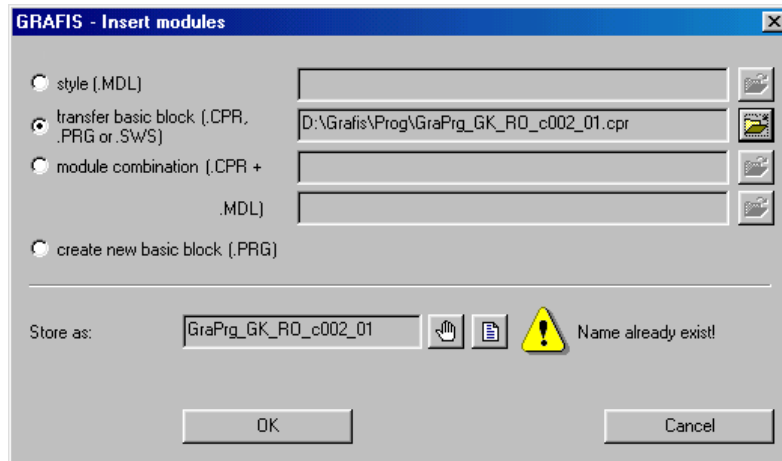 GRAFIS - Insert modules
style (.MDL)
transfer basic block (.CPR,
.PRG or .SWS)
D:\Grafis\Prog\GraPrg_GK_RO_c002_01.cpr
module combination (.CPR +
.MDL)
create new basic block (.PRG)
Store as:
GraPrg_GK_RO_c002_01
Name already exist!
OK
Cancel